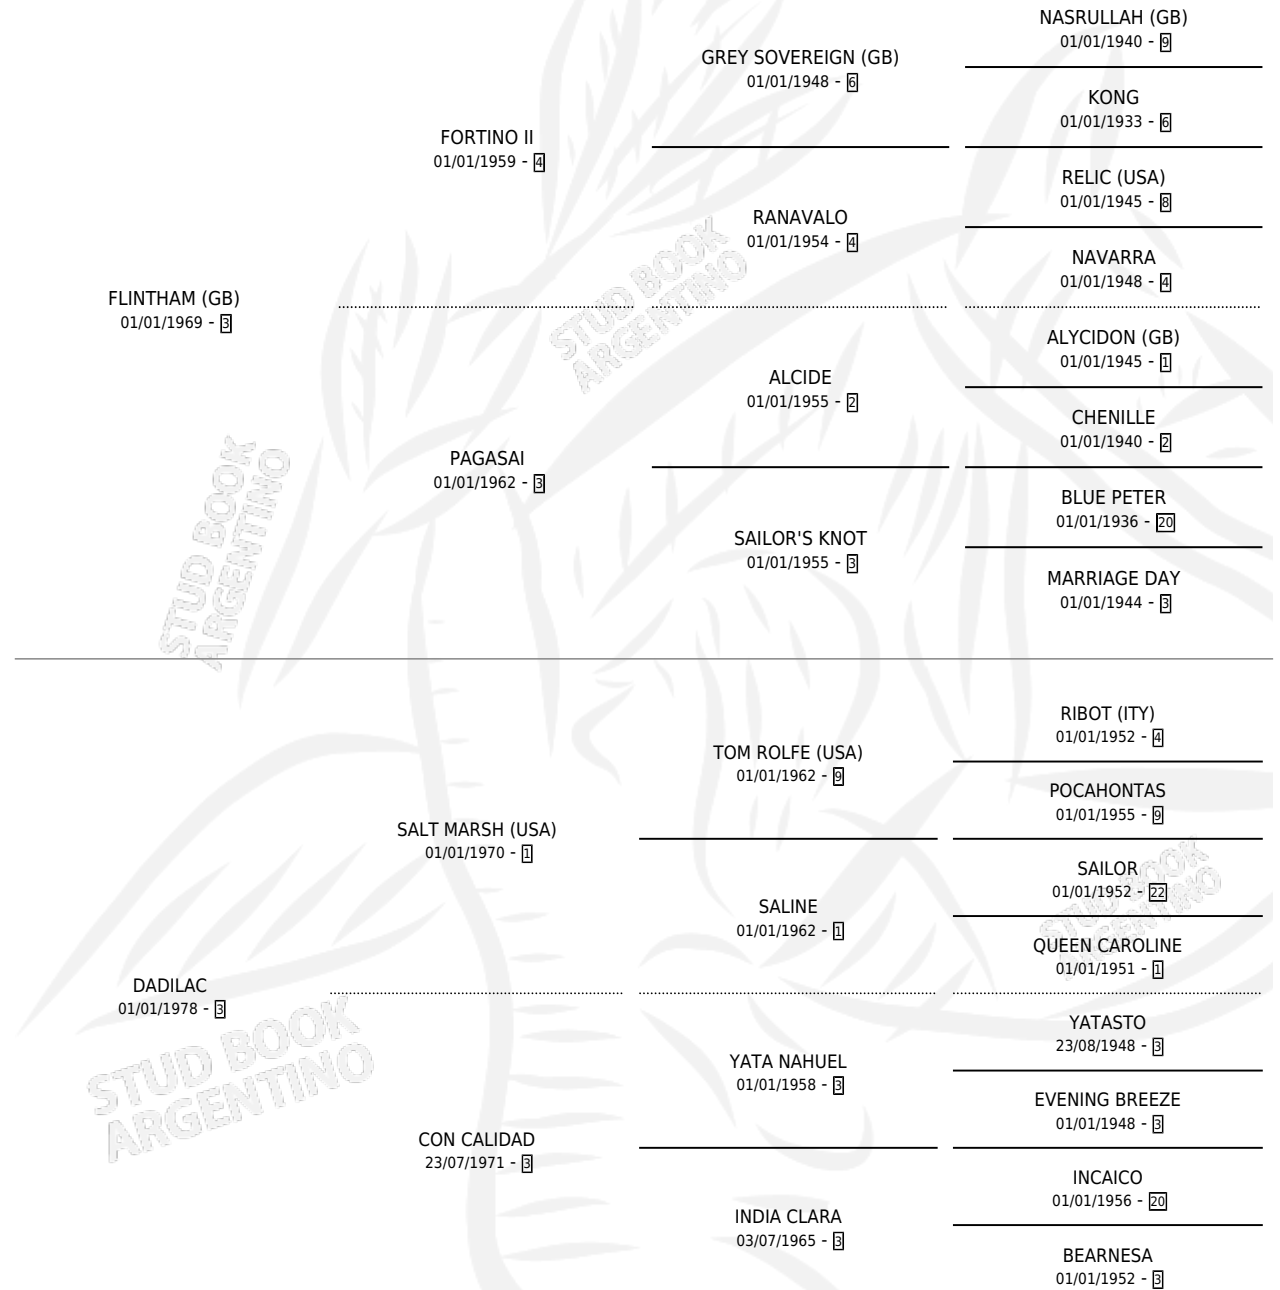 NASRULLAH (GB)
01/01/1940 - 9
GREY SOVEREIGN (GB)
01/01/1948 - 6
KONG
01/01/1933 - 6
FORTINO II
01/01/1959 - 4
RELIC (USA)
01/01/1945 - 8
RANAVALO
01/01/1954 - 4
NAVARRA
01/01/1948 - 4
FLINTHAM (GB)
01/01/1969 - 3
ALYCIDON (GB)
01/01/1945 - 1
ALCIDE
01/01/1955 - 2
CHENILLE
01/01/1940 - 2
PAGASAI
01/01/1962 - 3
BLUE PETER
01/01/1936 - 20
SAILOR'S KNOT
01/01/1955 - 3
MARRIAGE DAY
01/01/1944 - 3
RIBOT (ITY)
01/01/1952 - 4
TOM ROLFE (USA)
01/01/1962 - 9
POCAHONTAS
01/01/1955 - 9
SALT MARSH (USA)
01/01/1970 - 1
SAILOR
01/01/1952 - 22
SALINE
01/01/1962 - 1
QUEEN CAROLINE
01/01/1951 - 1
DADILAC
01/01/1978 - 3
YATASTO
23/08/1948 - 3
YATA NAHUEL
01/01/1958 - 3
EVENING BREEZE
01/01/1948 - 3
CON CALIDAD
23/07/1971 - 3
INCAICO
01/01/1956 - 20
INDIA CLARA
03/07/1965 - 3
BEARNESA
01/01/1952 - 3
STUD BOOK
ARGENTINO
STUD BOOK
ARGENTINO
STUD BOOK
ARGENTINO
STUD BOOK
ARGENTINO